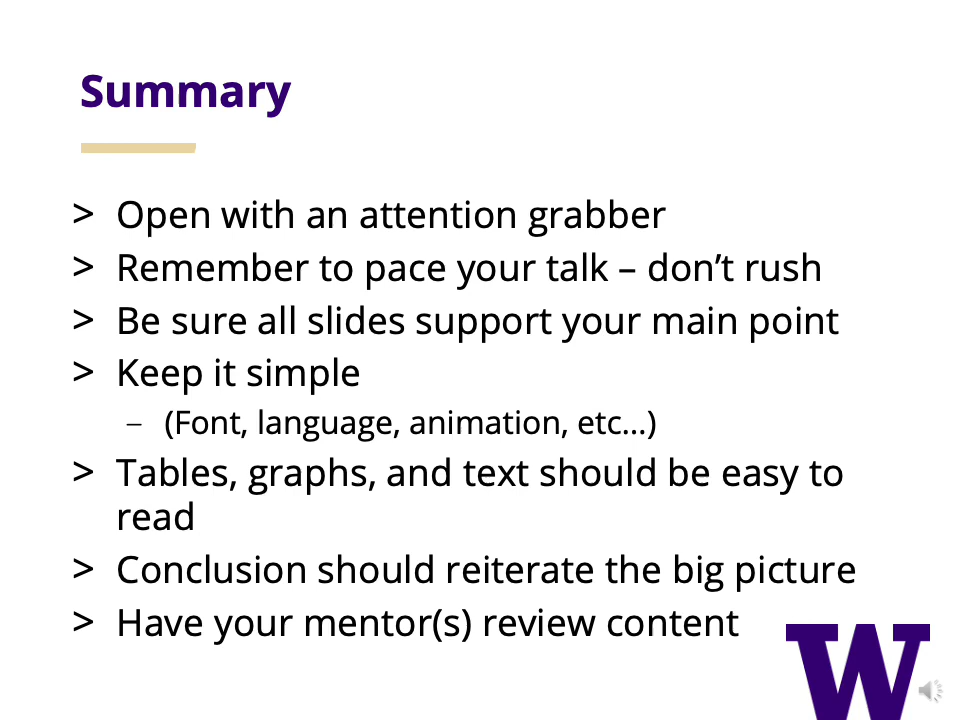 Summary
> Open with an attention grabber
> Remember to pace your talk – don’t rush
> Be sure all slides support your main point
> Keep it simple
– (Font, language, animation, etc…)
> Tables, graphs, and text should be easy to
read
> Conclusion should reiterate the big picture
> Have your mentor(s) review content
W